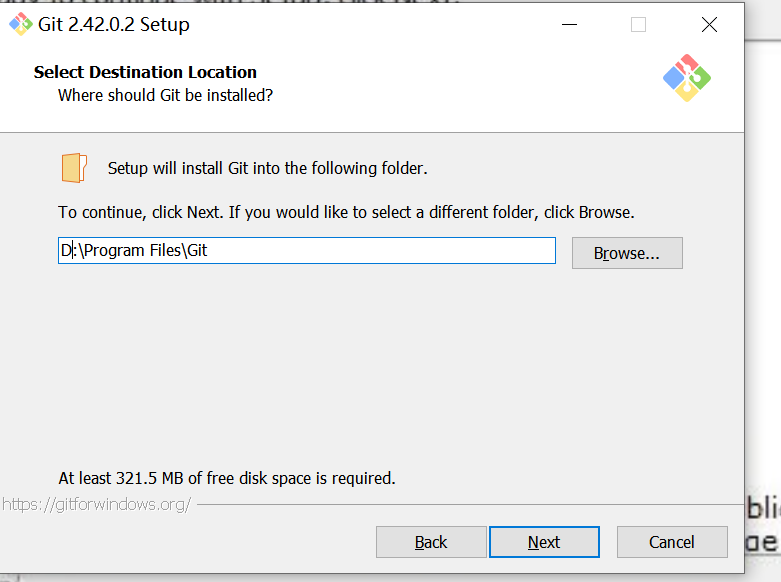 Git 2.42.0.2 Setup
Select Destination Location
Where should Git be installed?
Setup will install Git into the following folder.
To continue, click Next. If you would like to select a different folder, click Browse.
D:\Program Files\Git
Browse...
At least 321.5 MB of free disk space is required.
https://gitforwindows.org/
Back
Next
Cancel